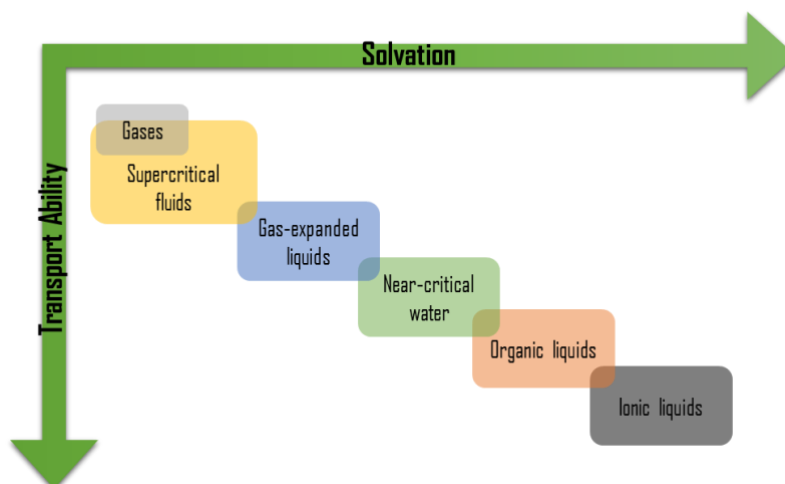 Solvation
Transport Ability
Gases
Supercritical
fluids
Gas-expanded
liquids
Near-critical
water
Organic liquids
Ionic liquids